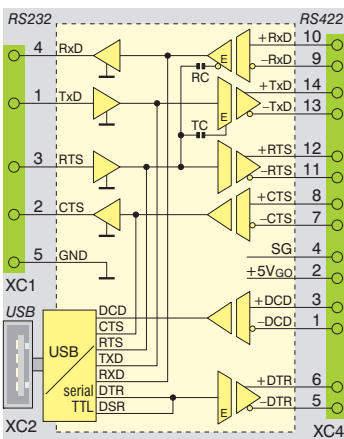 RS232 RS422
4 RxD +RxD 10
E –RxD 9
RC
1 TxD +TxD 14
E –TxD 13
TC
3 RTS +RTS 12
–RTS 11
2 CTS +CTS 8
–CTS 7
5 GND SG 4
+5VGO 2
XC1
USB DCD +DCD 3
CTS –DCD 1
USB RTS
TXD
RXD
serial DTR +DTR 6
TTL DSR E –DTR 5
XC2 XC4